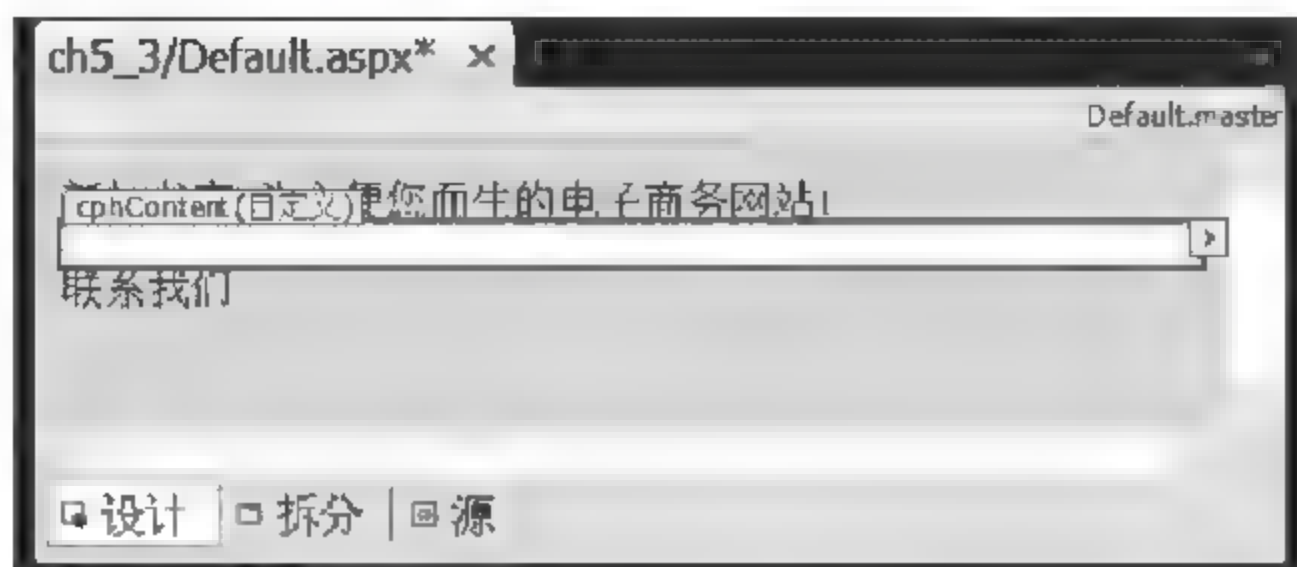 ch5_3/Default.aspx* ×
Default.master
cphContent(自定义)
便您而生的电子商务网站!
联系我们
设计 拆分 源